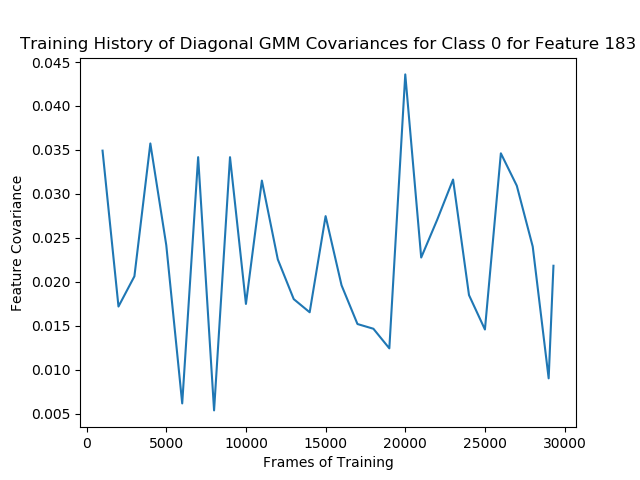 Training History of Diagonal GMM Covariances for Class 0 for Feature 183
0.045
0.040
0.035
0.030
0.025
0.020
0.015
0.010
0.005
Feature Covariance
0 5000 10000 15000 20000 25000 30000
Frames of Training